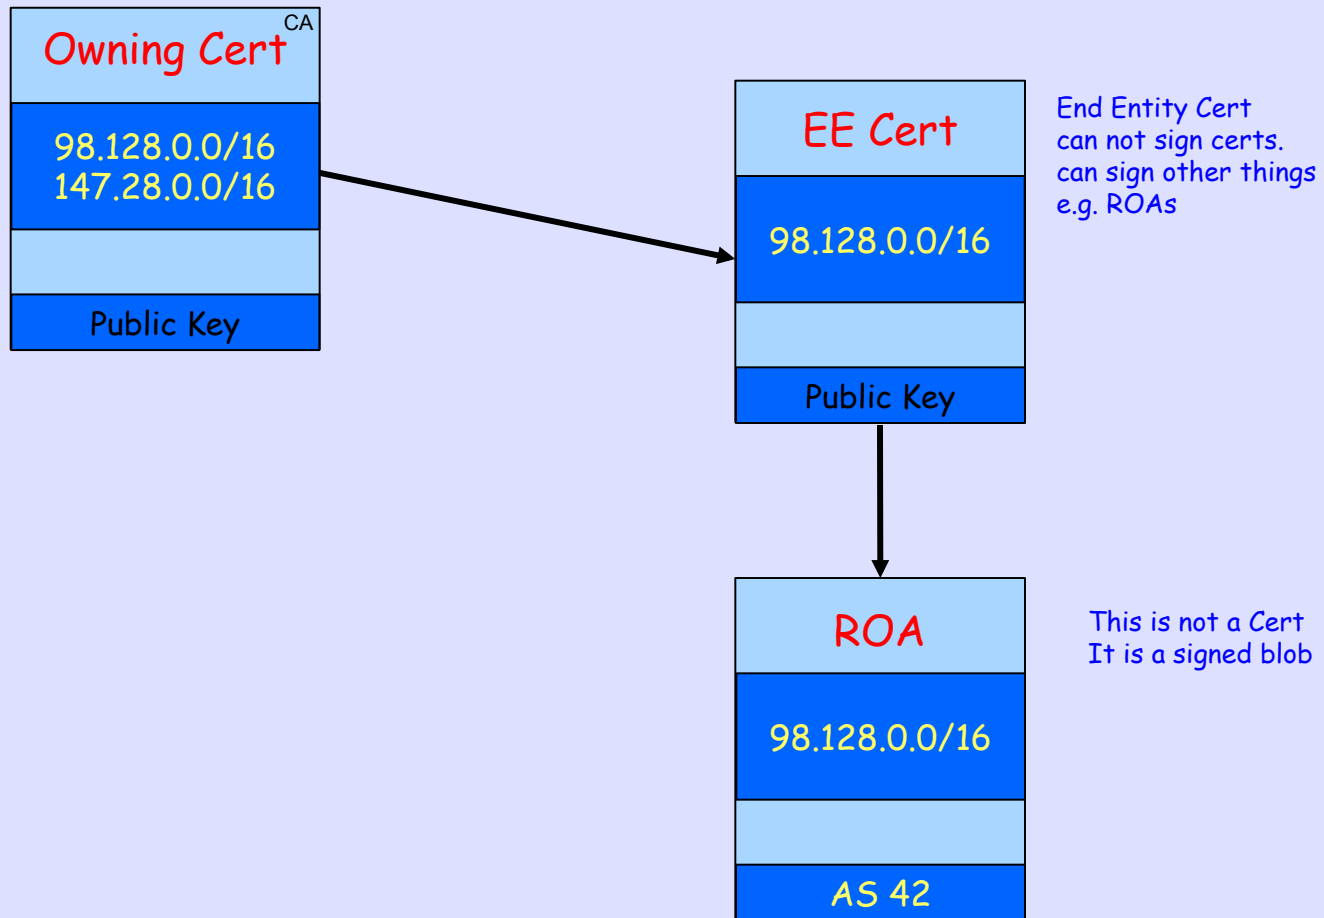 CA
Owning Cert
98.128.0.0/16
147.28.0.0/16
Public Key
EE Cert
98.128.0.0/16
Public Key
End Entity Cert
can not sign certs.
can sign other things
e.g. ROAs
ROA
98.128.0.0/16
AS 42
This is not a Cert
It is a signed blob